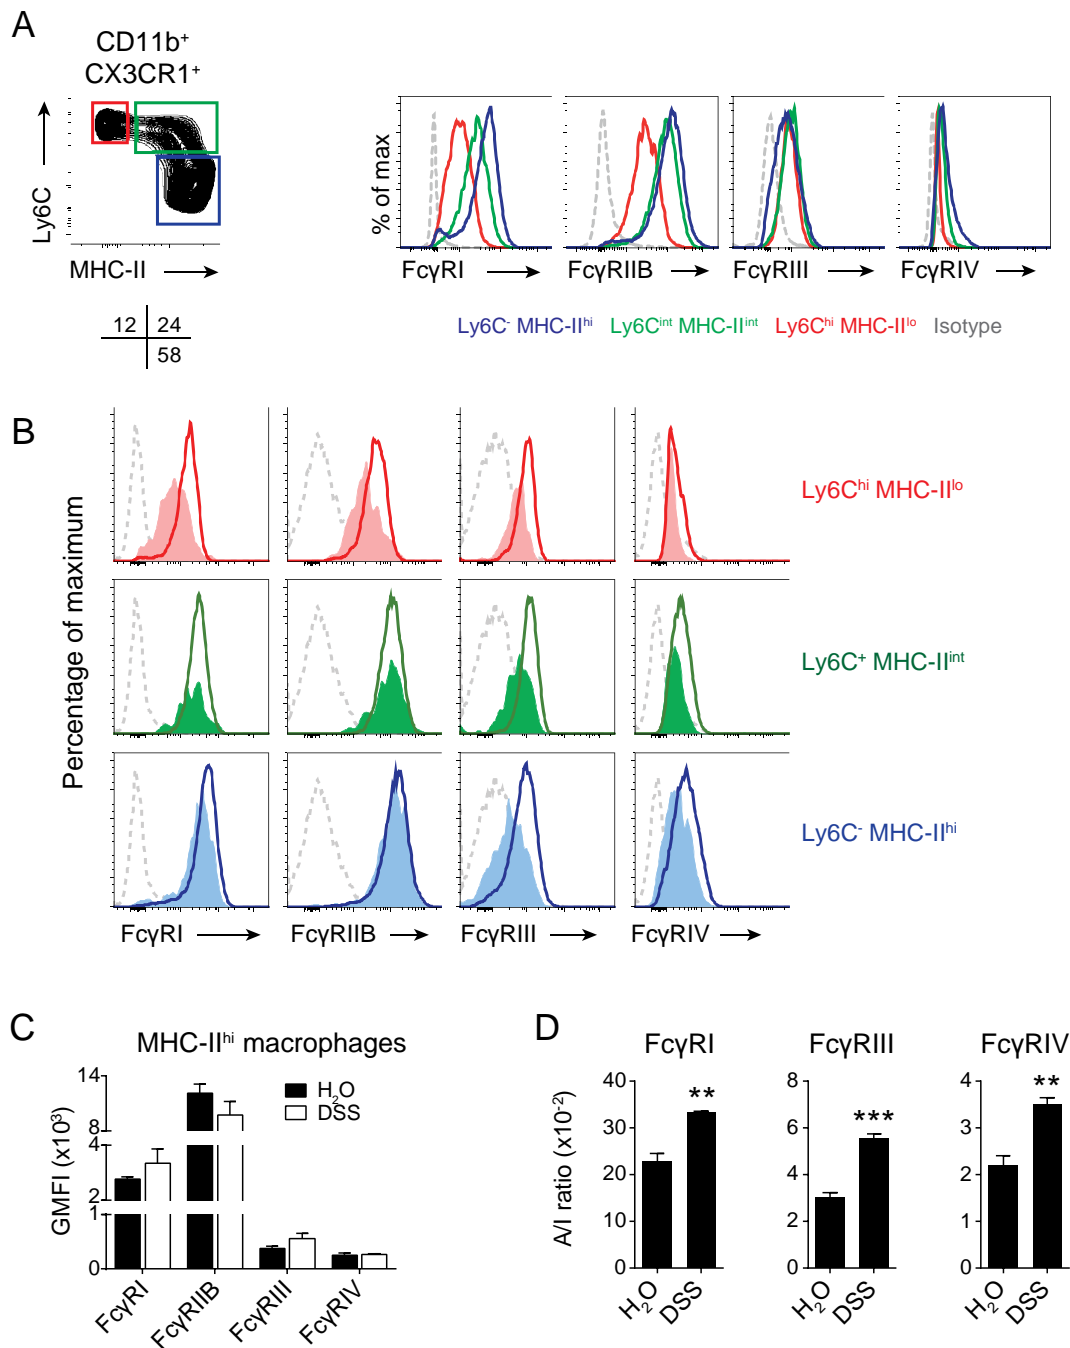 A
CD11b⁺
CX3CR1⁺
Ly6C
MHC-II
12 24
58
% of max
FcγRI FcγRIIB FcγRIII FcγRIV
Ly6C⁻ MHC-IIʰⁱ Ly6Cⁱⁿᵗ MHC-IIⁱⁿᵗ Ly6Cʰⁱ MHC-IIˡᵒ Isotype
B
Percentage of maximum
Ly6Cʰⁱ MHC-IIˡᵒ
Ly6C⁺ MHC-IIⁱⁿᵗ
Ly6C⁻ MHC-IIʰⁱ
FcγRI FcγRIIB FcγRIII FcγRIV
C
MHC-IIʰⁱ macrophages
H₂O
DSS
GMFI (x10³)
14
8
4
2
1
0
FcγRI FcγRIIB FcγRIII FcγRIV
D
FcγRI FcγRIII FcγRIV
A/I ratio (x10⁻²)
40
30
20
10
0
**
H₂O DSS
8
6
4
2
0
***
H₂O DSS
4
3
2
1
0
**
H₂O DSS